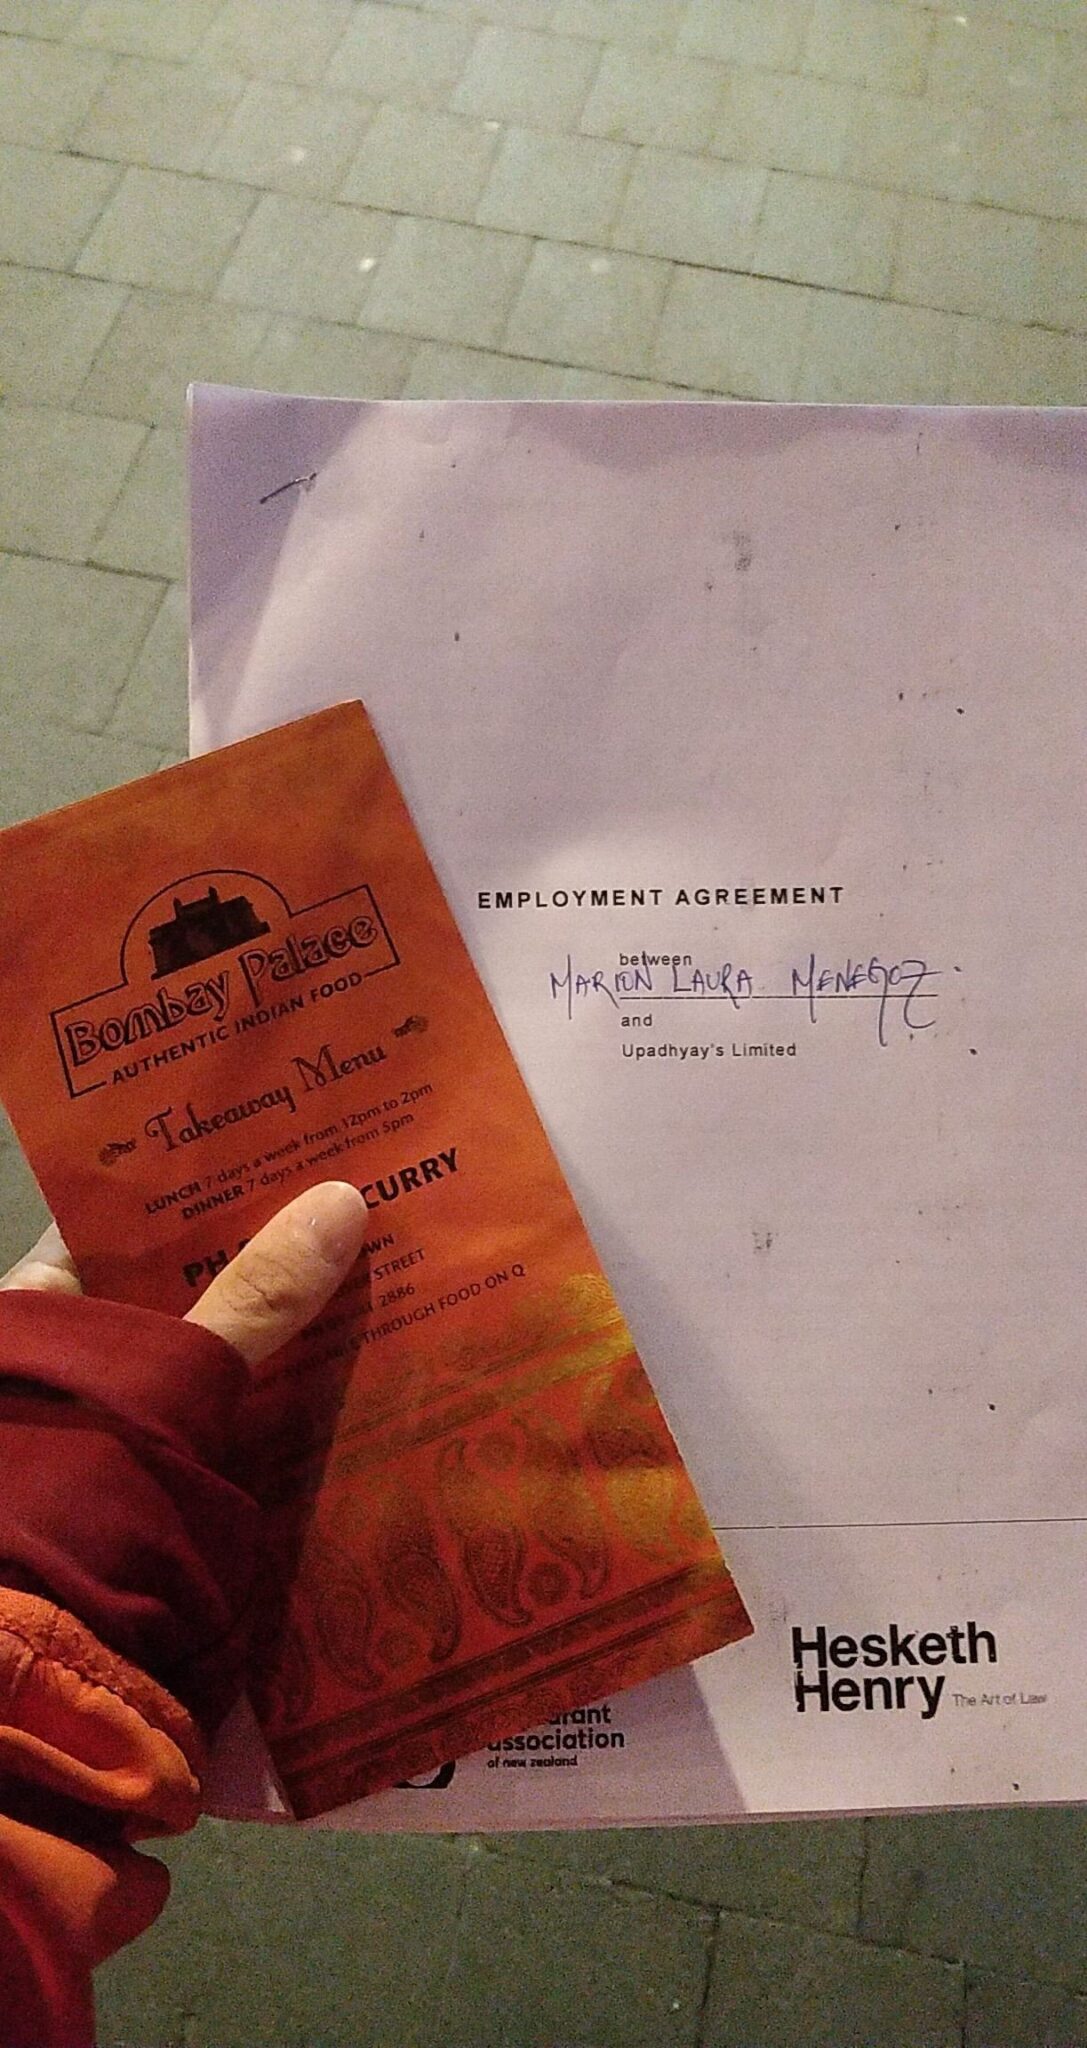 Bombay Palace
AUTHENTIC INDIAN FOOD
Takeaway Menu
LUNCH 7 days a week from 12pm to 2pm
DINNER 7 days a week from 5pm
CURRY
STREET
2886
THROUGH FOOD ON Q
EMPLOYMENT AGREEMENT
between
MARION LAURA MENEGOZ
and
Upadhyay's Limited
Hesketh
Henry The Art of Law
association
of new zealand